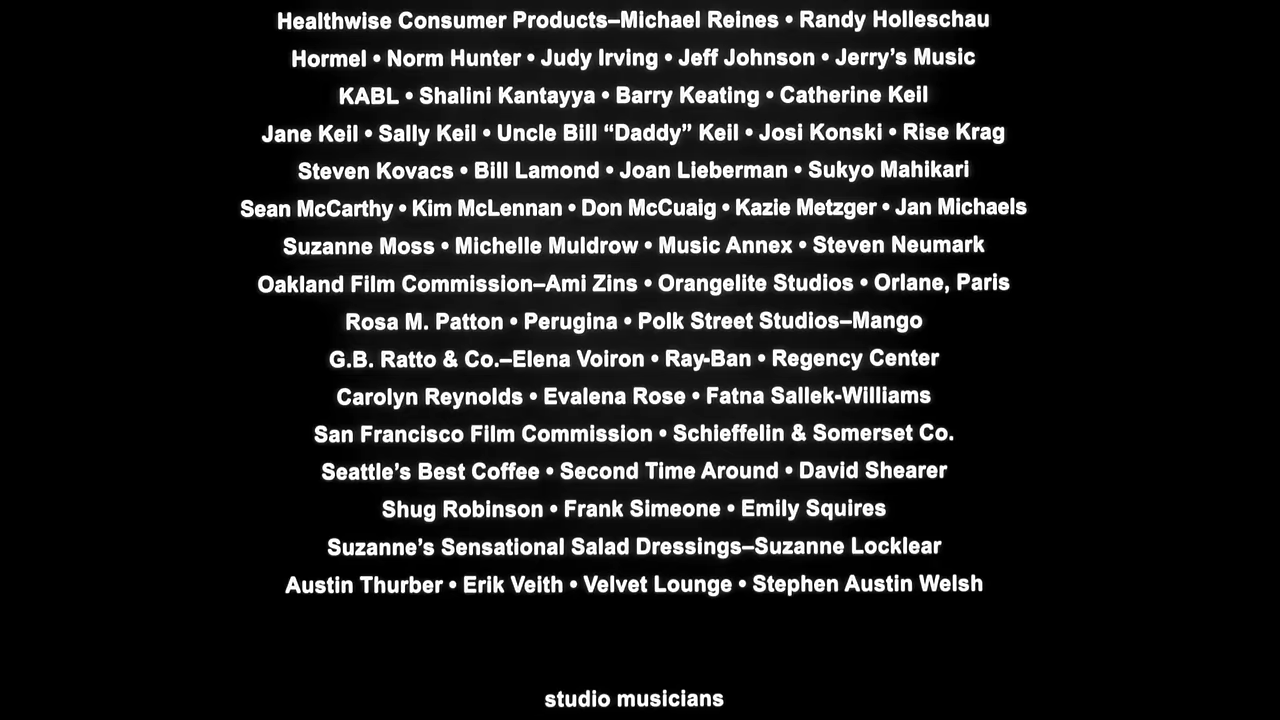 Healthwise Consumer Products–Michael Reines • Randy Holleschau
Hormel • Norm Hunter • Judy Irving • Jeff Johnson • Jerry’s Music
KABL • Shalini Kantayya • Barry Keating • Catherine Keil
Jane Keil • Sally Keil • Uncle Bill “Daddy” Keil • Josi Konski • Rise Krag
Steven Kovacs • Bill Lamond • Joan Lieberman • Sukyo Mahikari
Sean McCarthy • Kim McLennan • Don McCuaig • Kazie Metzger • Jan Michaels
Suzanne Moss • Michelle Muldrow • Music Annex • Steven Neumark
Oakland Film Commission–Ami Zins • Orangelite Studios • Orlane, Paris
Rosa M. Patton • Perugina • Polk Street Studios–Mango
G.B. Ratto & Co.–Elena Voiron • Ray-Ban • Regency Center
Carolyn Reynolds • Evalena Rose • Fatna Sallek-Williams
San Francisco Film Commission • Schieffelin & Somerset Co.
Seattle’s Best Coffee • Second Time Around • David Shearer
Shug Robinson • Frank Simeone • Emily Squires
Suzanne’s Sensational Salad Dressings–Suzanne Locklear
Austin Thurber • Erik Veith • Velvet Lounge • Stephen Austin Welsh
studio musicians